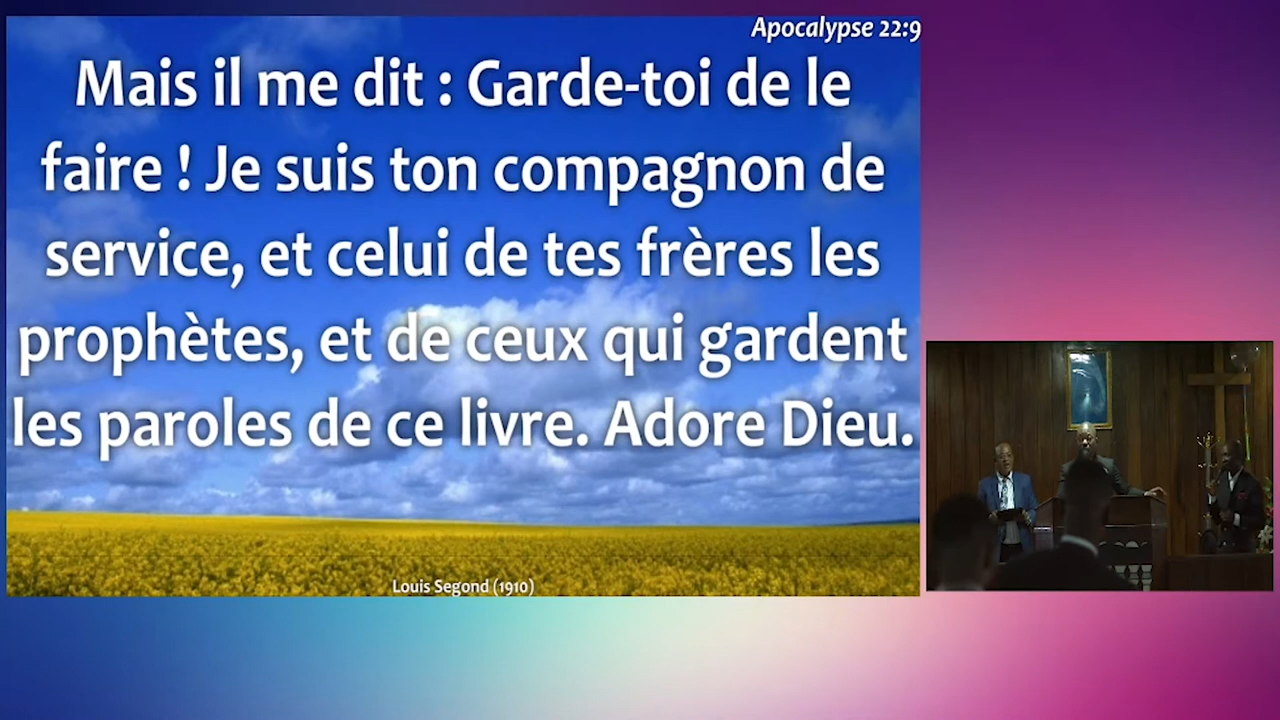 Apocalypse 22:9
Mais il me dit : Garde-toi de le
faire ! Je suis ton compagnon de
service, et celui de tes frères les
prophètes, et de ceux qui gardent
les paroles de ce livre. Adore Dieu.
Louis Segond (1910)